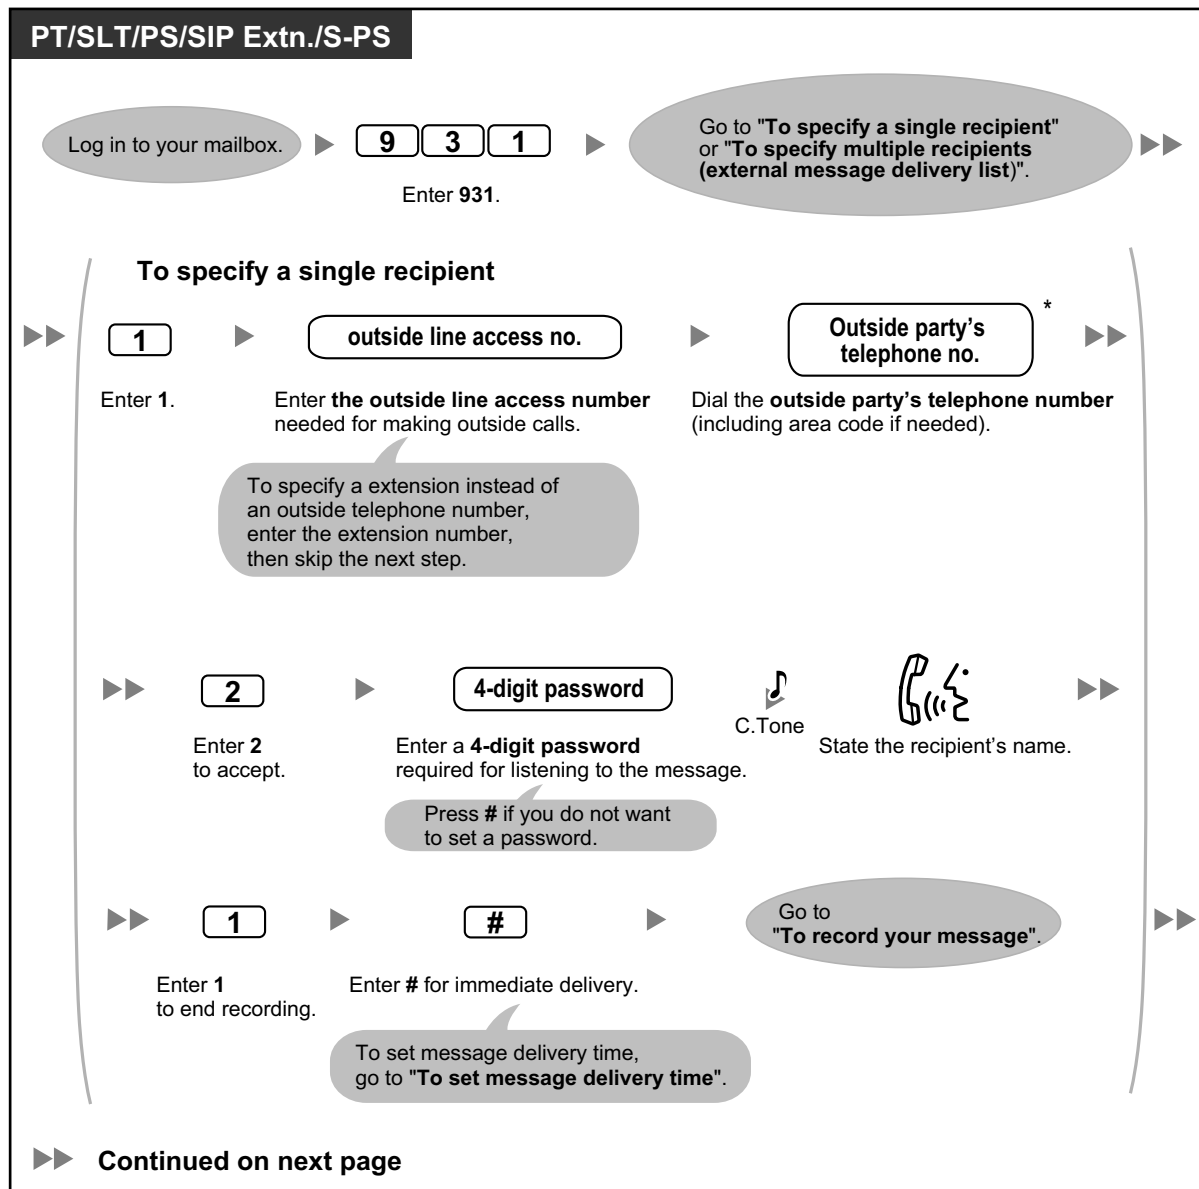 PT/SLT/PS/SIP Extn./S-PS
Log in to your mailbox.
9 3 1
Enter 931.
Go to "To specify a single recipient"
or "To specify multiple recipients
(external message delivery list)".
To specify a single recipient
1
Enter 1.
outside line access no.
Enter the outside line access number
needed for making outside calls.
To specify a extension instead of
an outside telephone number,
enter the extension number,
then skip the next step.
Outside party's
telephone no.
*
Dial the outside party's telephone number
(including area code if needed).
2
Enter 2
to accept.
4-digit password
Enter a 4-digit password
required for listening to the message.
Press # if you do not want
to set a password.
C.Tone
State the recipient's name.
1
Enter 1
to end recording.
#
Enter # for immediate delivery.
To set message delivery time,
go to "To set message delivery time".
Go to
"To record your message".
Continued on next page